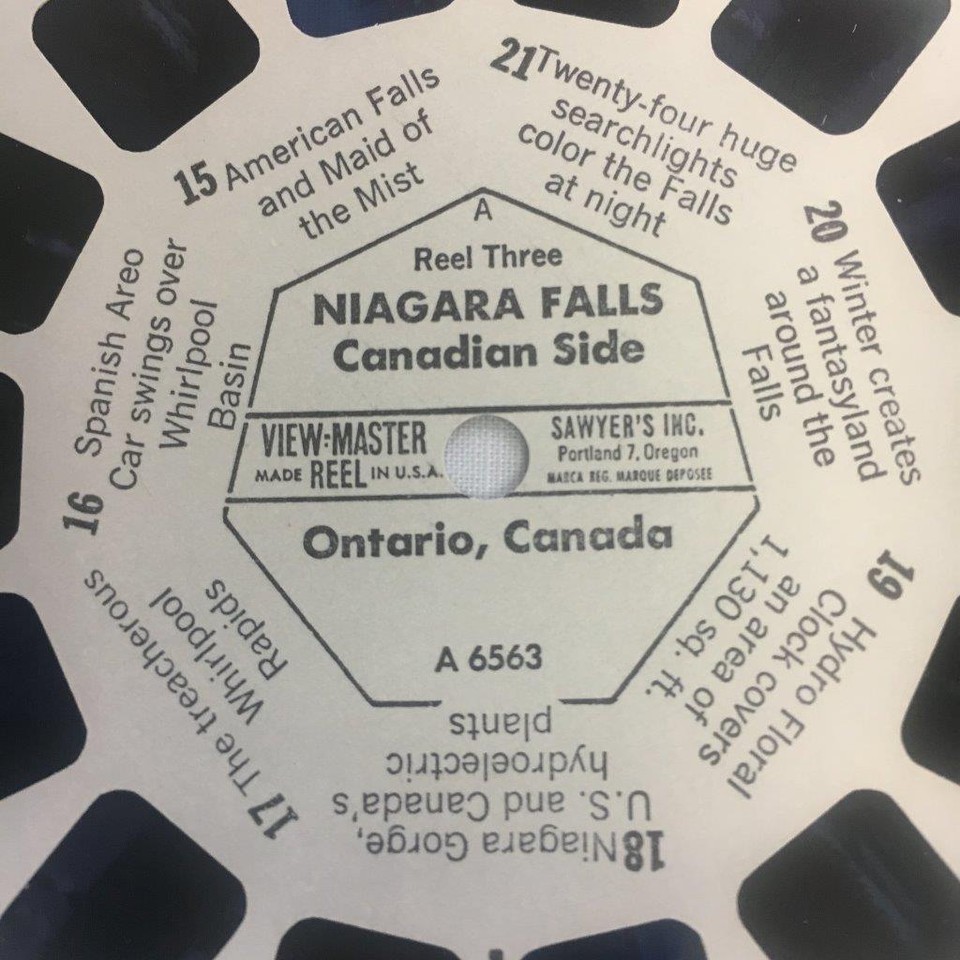 A
Reel Three
NIAGARA FALLS
Canadian Side
VIEW-MASTER
MADE REEL IN U.S.A.
SAWYER'S INC.
Portland 7, Oregon
MARCA REG. MARQUE DEPOSEE
Ontario, Canada
A 6563
15 American Falls
and Maid of
the Mist
16 Spanish Areo
Car swings over
Whirlpool
Basin
17 The treacherous
Whirlpool
Rapids
18 Niagara Gorge,
U.S. and Canada's
hydroelectric
plants
19 Hydro Floral
Clock covers
an area of
1,130 sq. ft.
20 Winter creates
a fantasyland
around the
Falls
21 Twenty-four huge
searchlights
color the Falls
at night